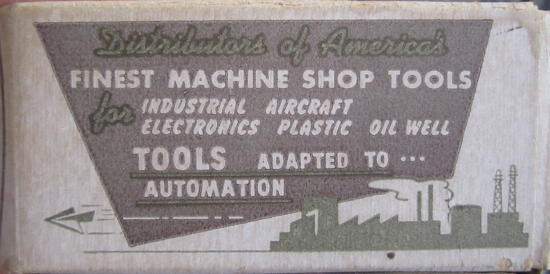 Distributors of America's
FINEST MACHINE SHOP TOOLS
for INDUSTRIAL AIRCRAFT
ELECTRONICS PLASTIC OIL WELL
TOOLS ADAPTED TO ...
AUTOMATION